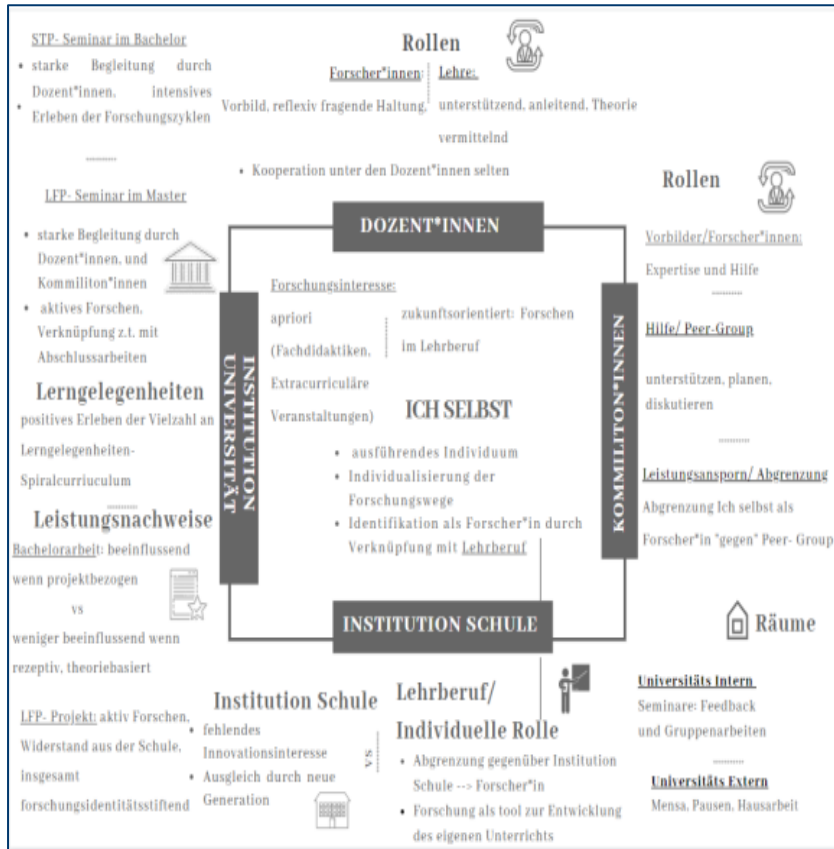 STP- Seminar im Bachelor
• starke Begleitung durch
Dozent*innen, intensives
• Erleben der Forschungszyklen
LFP- Seminar im Master
• starke Begleitung durch
Dozent*innen, und
Kommiliton*innen
• aktives Forschen,
Verknüpfung z.t. mit
Abschlussarbeiten
Lerngelegenheiten
positives Erleben der Vielzahl an
Lerngelegenheiten-
Spiralcurriuculum
Leistungsnachweise
Bachelorarbeit: beeinflussend
wenn projektbezogen
vs
weniger beeinflussend wenn
rezeptiv, theoriebasiert
LFP- Projekt: aktiv Forschen,
Widerstand aus der Schule,
insgesamt
forschungsidentitätsstiftend
Rollen
Forscher*innen:
Vorbild, reflexiv fragende Haltung,
Lehre:
unterstützend, anleitend, Theorie
vermittelnd
• Kooperation unter den Dozent*innen selten
DOZENT*INNEN
INSTITUTION
UNIVERSITÄT
Forschungsinteresse:
apriori
(Fachdidaktiken,
Extracurriculäre
Veranstaltungen)
zukunftsorientiert: Forschen
im Lehrberuf
ICH SELBST
• ausführendes Individuum
• Individualisierung der
Forschungswege
• Identifikation als Forscher*in durch
Verknüpfung mit Lehrberuf
KOMMILITON*INNEN
INSTITUTION SCHULE
Rollen
Vorbilder/Forscher*innen:
Expertise und Hilfe
Hilfe/ Peer-Group
unterstützen, planen,
diskutieren
Leistungsansporn/ Abgrenzung
Abgrenzung Ich selbst als
Forscher*in "gegen" Peer- Group
Institution Schule
• fehlendes
Innovationsinteresse
• Ausgleich durch neue
Generation
vs
Lehrberuf/
Individuelle Rolle
• Abgrenzung gegenüber Institution
Schule --> Forscher*in
• Forschung als tool zur Entwicklung
des eigenen Unterrichts
Räume
Universitäts Intern
Seminare: Feedback
und Gruppenarbeiten
Universitäts Extern
Mensa, Pausen, Hausarbeit